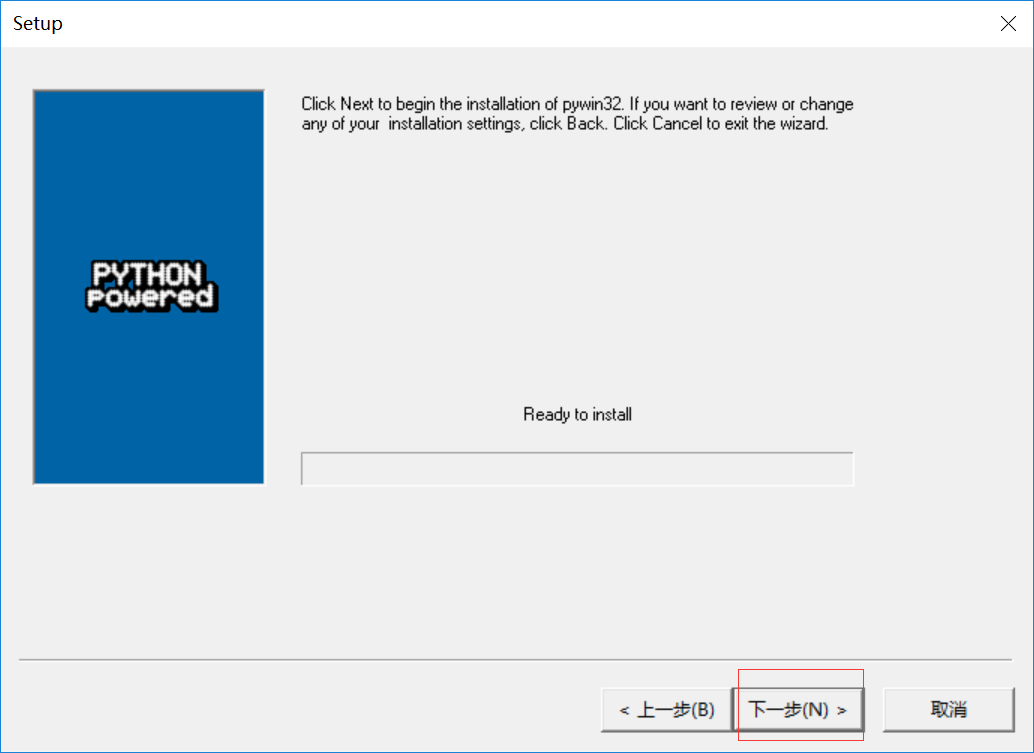 Setup
Click Next to begin the installation of pywin32. If you want to review or change
any of your  installation settings, click Back. Click Cancel to exit the wizard.
PYTHON
powered
Ready to install
< 上一步(B)
下一步(N) >
取消